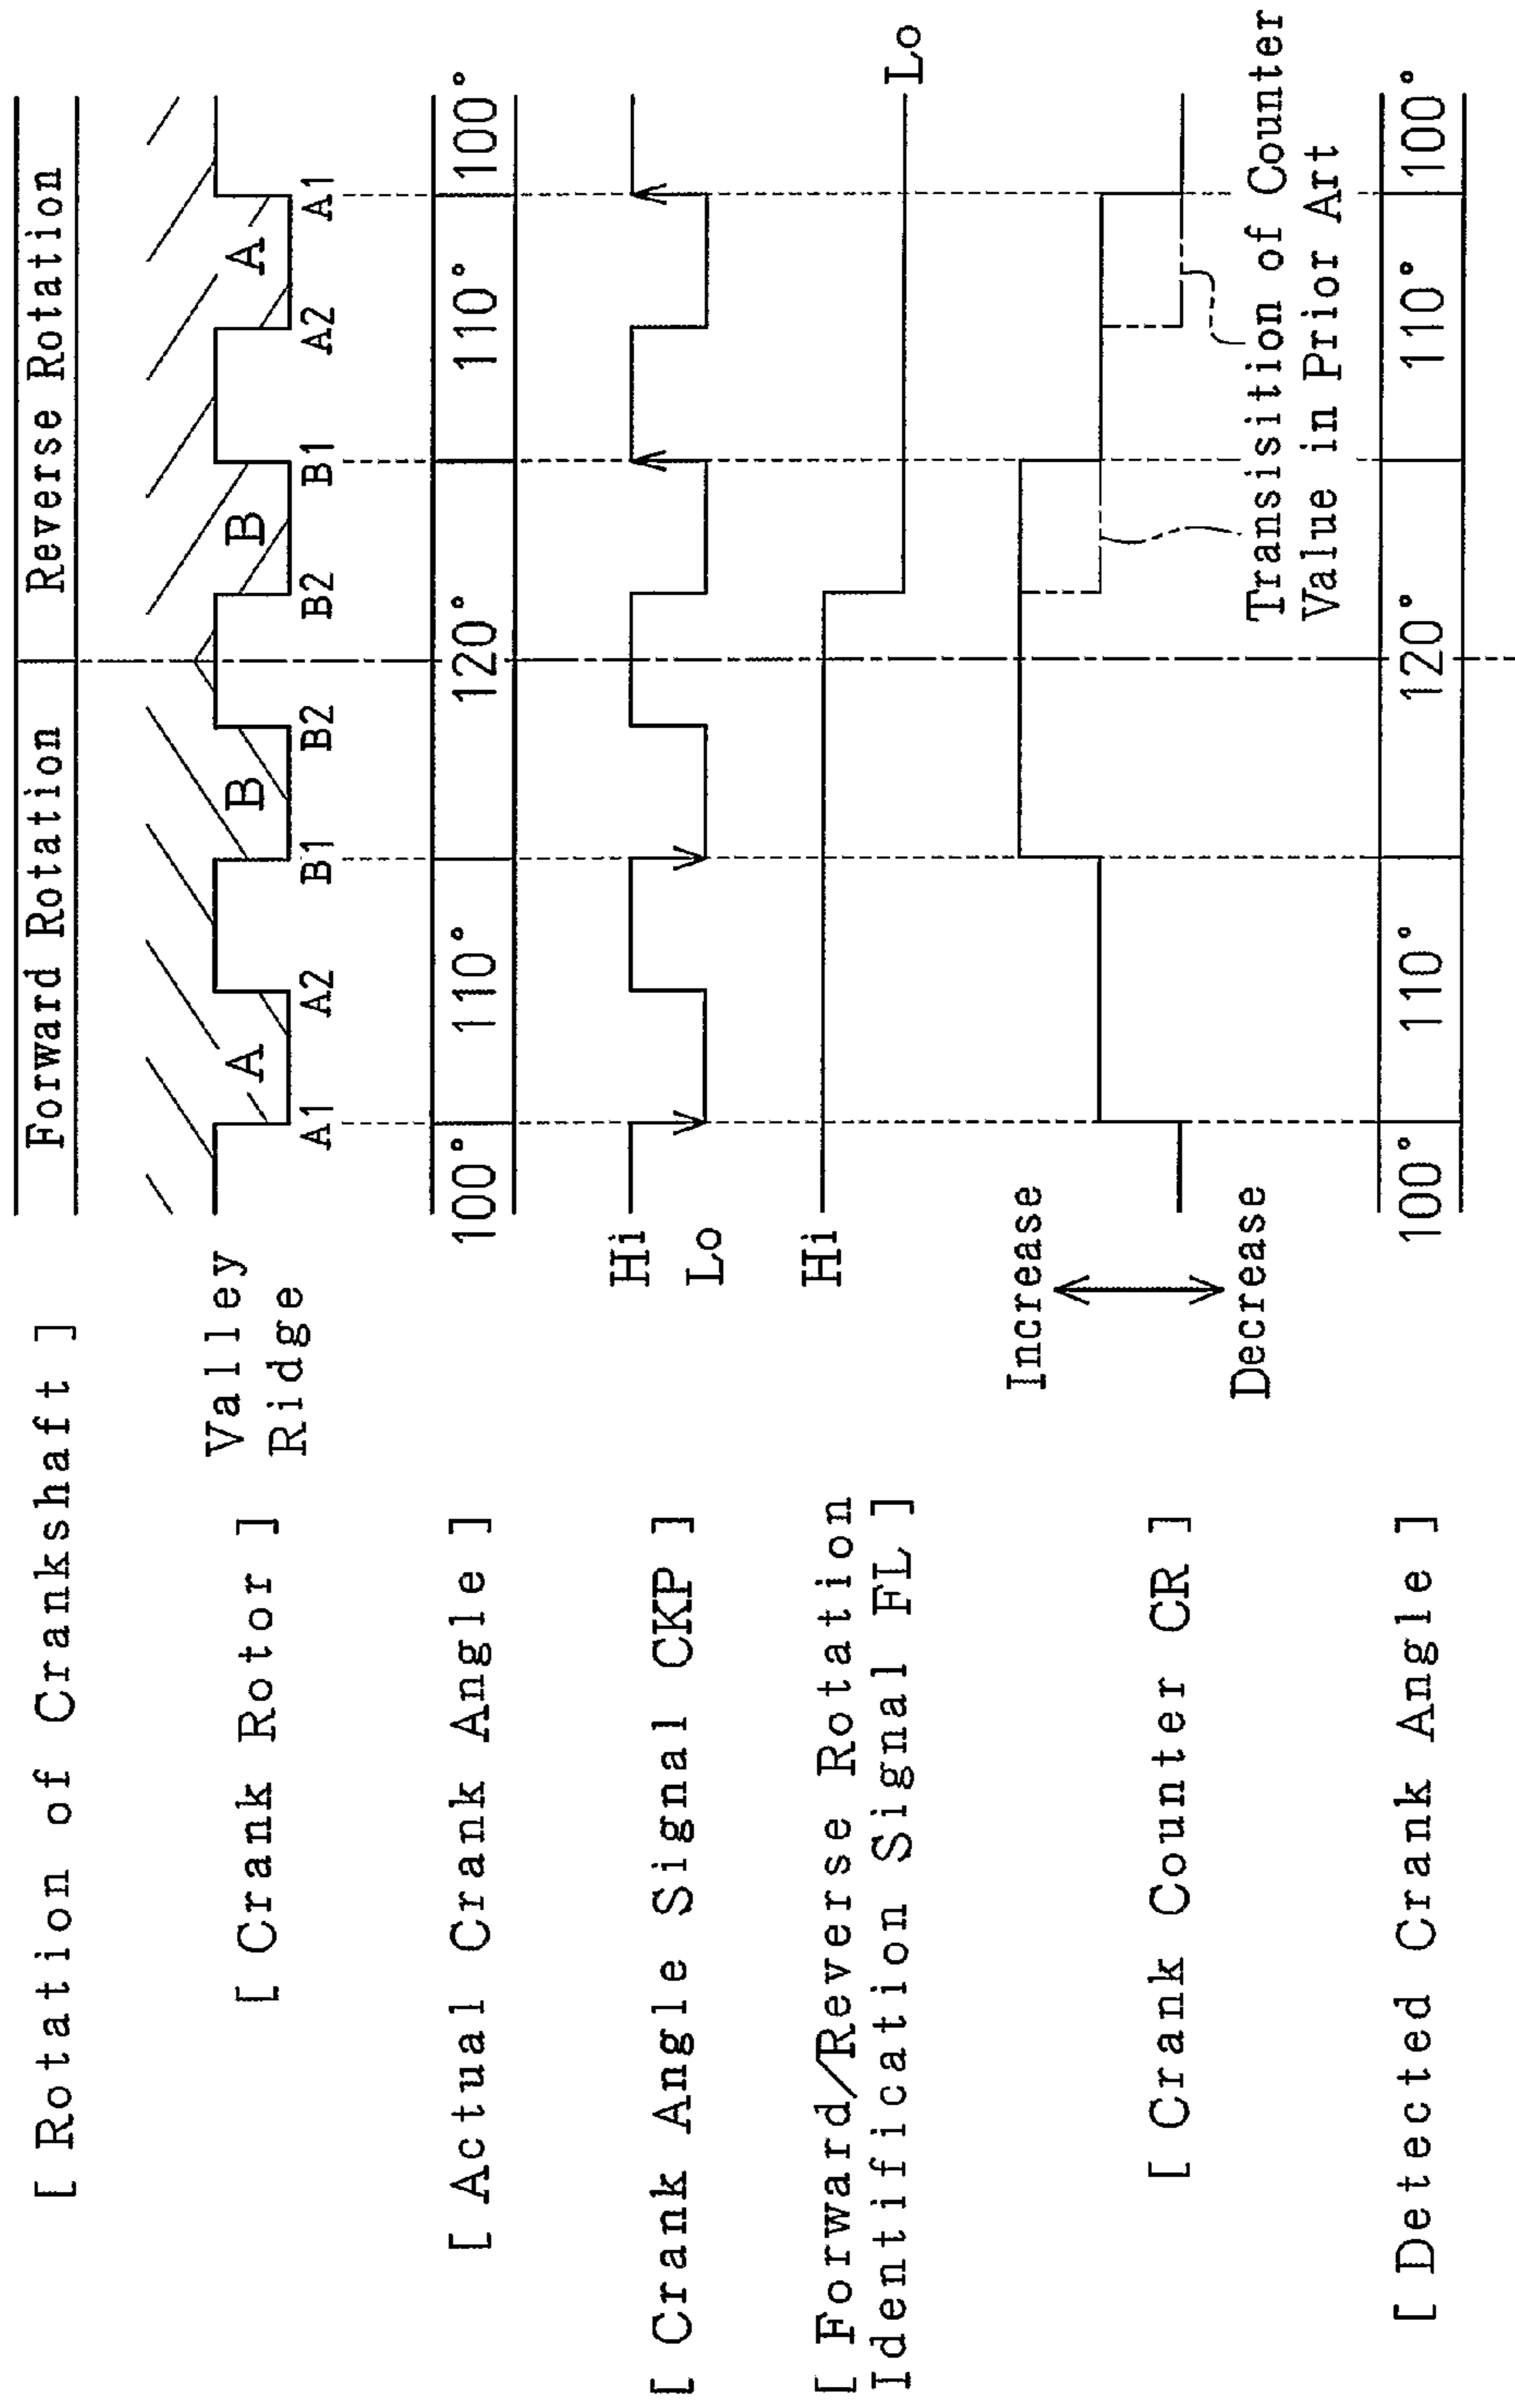 [ Rotation of Crankshaft ]
Forward Rotation
Reverse Rotation
[ Crank Rotor ]
Valley
Ridge
A
B
B
A
A1
A2
B1
B2
B2
B1
A2
A1
[ Actual Crank Angle ]
100°
110°
120°
110°
100°
[ Crank Angle Signal CKP ]
Hi
Lo
[ Forward/Reverse Rotation
Identification Signal FL ]
Hi
Lo
[ Crank Counter CR ]
Increase
Decrease
Transistion of Counter
Value in Prior Art
[ Detected Crank Angle ]
100°
110°
120°
110°
100°